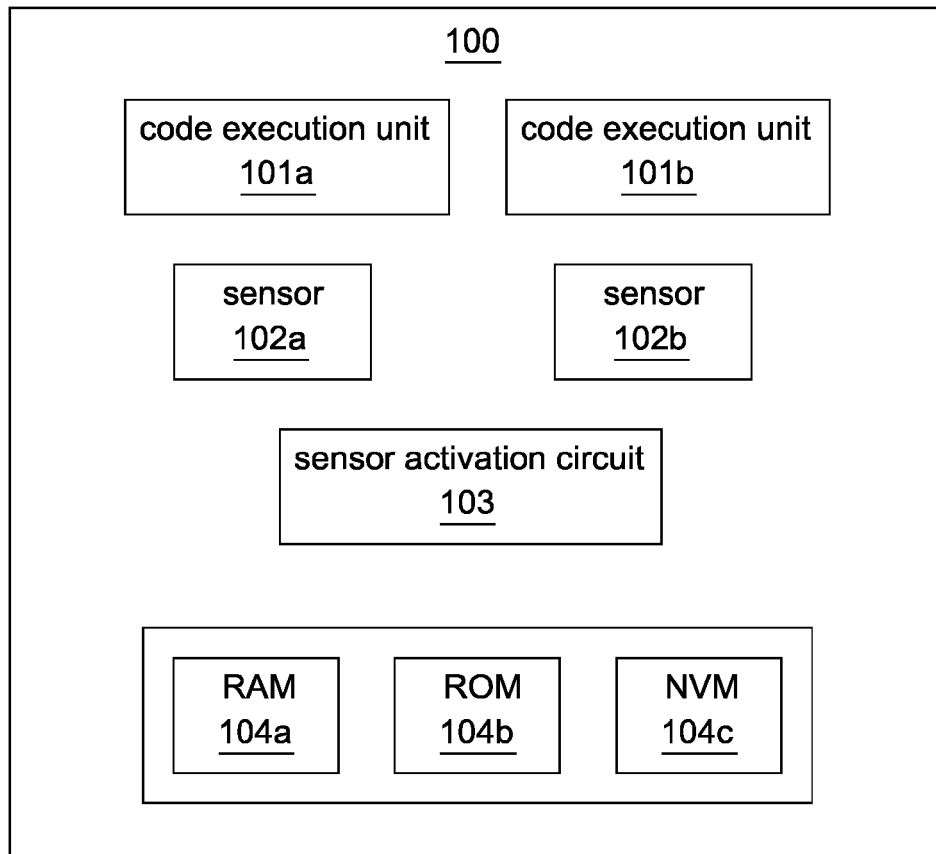 100
code execution unit
101a
code execution unit
101b
sensor
102a
sensor
102b
sensor activation circuit
103
RAM
104a
ROM
104b
NVM
104c